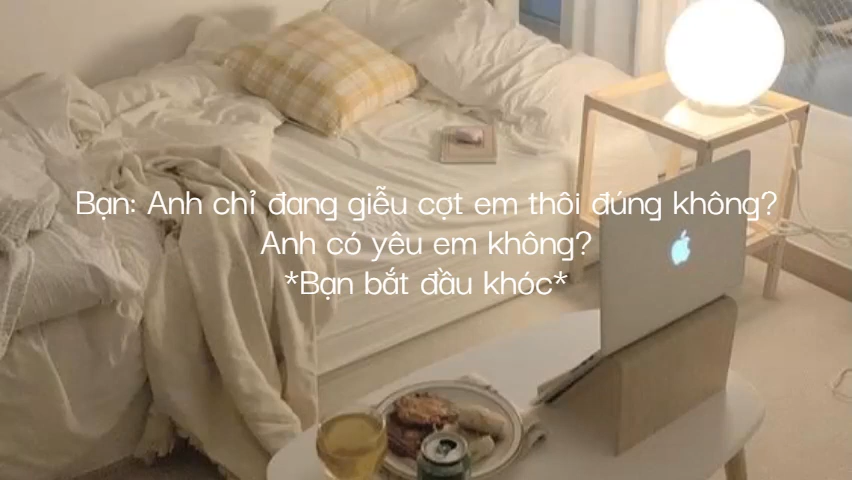 Bạn: Anh chỉ đang giễu cợt em thôi đúng không?
Anh có yêu em không?
*Bạn bắt đầu khóc*